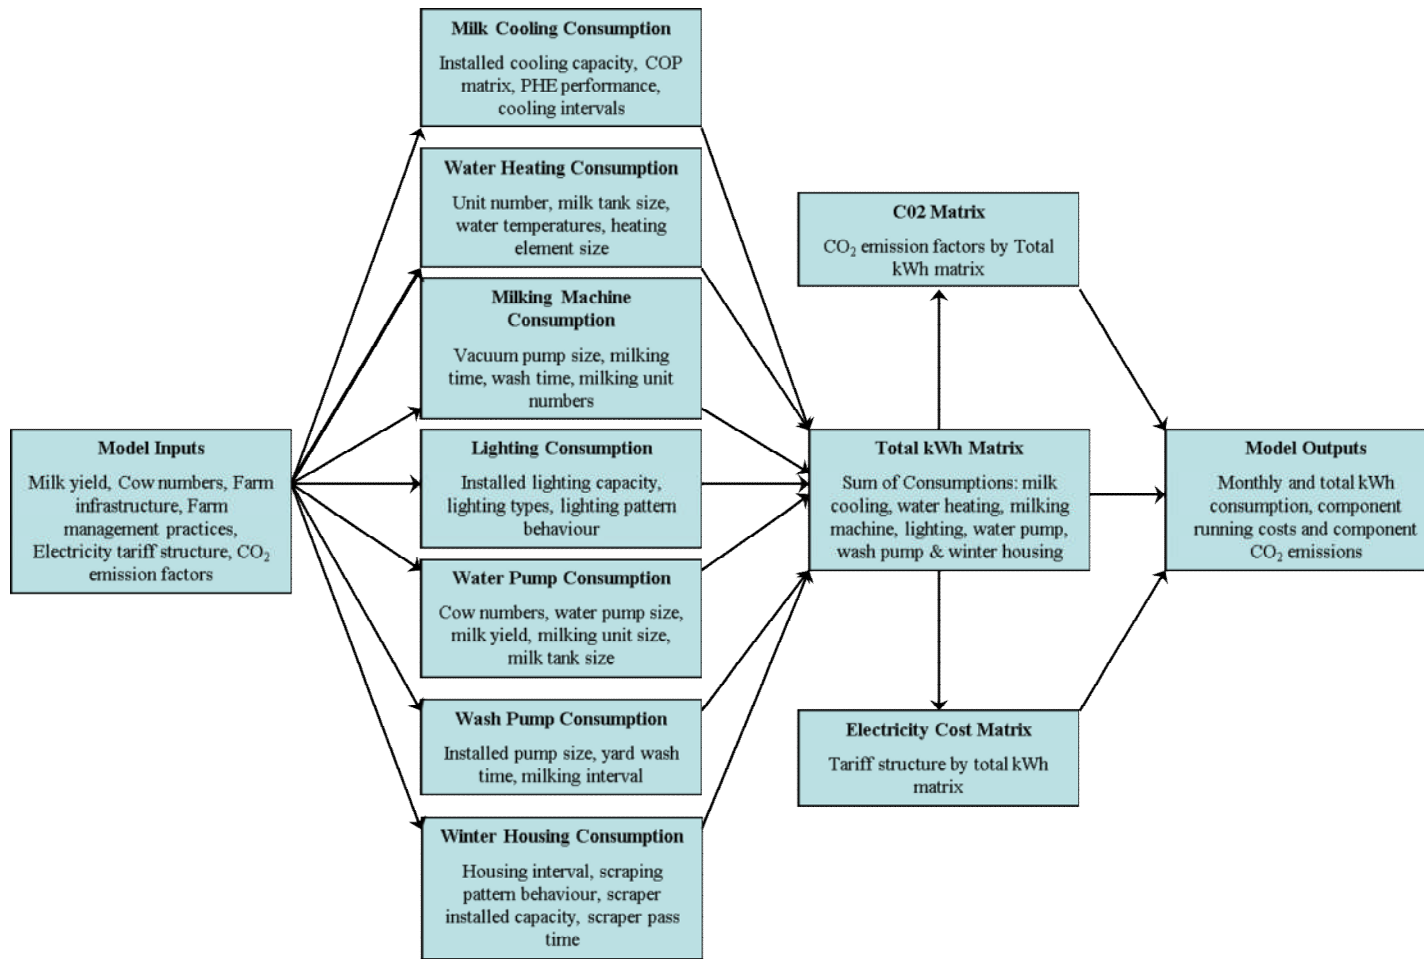 Milk Cooling Consumption
Installed cooling capacity, COP
matrix, PHE performance,
cooling intervals
Water Heating Consumption
Unit number, milk tank size,
water temperatures, heating
element size
Milking Machine
Consumption
Vacuum pump size, milking
time, wash time, milking unit
numbers
Model Inputs
Milk yield, Cow numbers, Farm
infrastructure, Farm
management practices,
Electricity tariff structure, CO₂
emission factors
Lighting Consumption
Installed lighting capacity,
lighting types, lighting pattern
behaviour
Water Pump Consumption
Cow numbers, water pump size,
milk yield, milking unit size,
milk tank size
Wash Pump Consumption
Installed pump size, yard wash
time, milking interval
Winter Housing Consumption
Housing interval, scraping
pattern behaviour, scraper
installed capacity, scraper pass
time
C02 Matrix
CO₂ emission factors by Total
kWh matrix
Total kWh Matrix
Sum of Consumptions: milk
cooling, water heating, milking
machine, lighting, water pump,
wash pump & winter housing
Electricity Cost Matrix
Tariff structure by total kWh
matrix
Model Outputs
Monthly and total kWh
consumption, component
running costs and component
CO₂ emissions